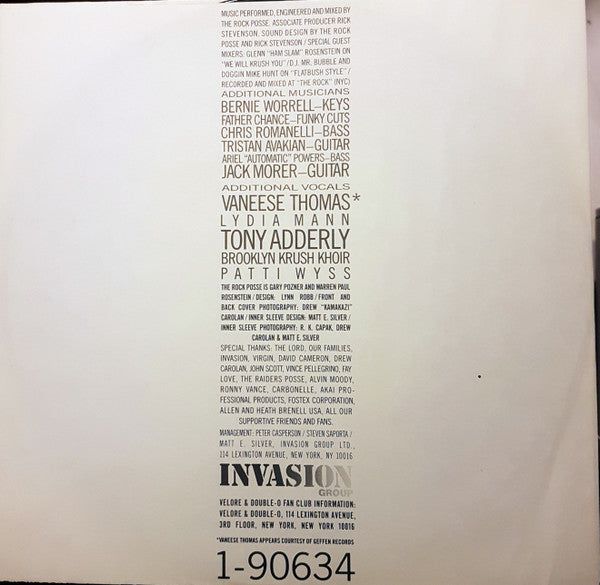 MUSIC PERFORMED, ENGINEERED AND MIXED BY
THE ROCK POSSE. ASSOCIATE PRODUCER RICK
STEVENSON, SOUND DESIGN BY THE ROCK
POSSE AND RICK STEVENSON / SPECIAL GUEST
MIXERS: GLENN "HAM SLAM" ROSENSTEIN ON
"WE WILL KRUSH YOU"/D.J. MR. BUBBLE AND
DOGGIN MIKE HUNT ON "FLATBUSH STYLE" /
RECORDED AND MIXED AT "THE ROCK" (NYC)
ADDITIONAL MUSICIANS
BERNIE WORRELL–KEYS
FATHER CHANCE–FUNKY CUTS
CHRIS ROMANELLI–BASS
TRISTAN AVAKIAN–GUITAR
ARIEL "AUTOMATIC" POWERS–BASS
JACK MORER–GUITAR
ADDITIONAL VOCALS
VANEESE THOMAS*
LYDIA MANN
TONY ADDERLY
BROOKLYN KRUSH KHOIR
PATTI WYSS
THE ROCK POSSE IS GARY POZNER AND WARREN PAUL
ROSENSTEIN / DESIGN: LYNN ROBB / FRONT AND
BACK COVER PHOTOGRAPHY: DREW "KAMAKAZI"
CAROLAN / INNER SLEEVE DESIGN: MATT E. SILVER /
INNER SLEEVE PHOTOGRAPHY: R. K. CAPAK, DREW
CAROLAN & MATT E. SILVER
SPECIAL THANKS: THE LORD, OUR FAMILIES,
INVASION, VIRGIN, DAVID CAMERON, DREW
CAROLAN, JOHN SCOTT, VINCE PELLEGRINO, FAY
LOVE, THE RAIDERS POSSE, ALVIN MOODY,
RONNY VANCE, CARBONELLE, AKAI PRO-
FESSIONAL PRODUCTS, FOSTEX CORPORATION,
ALLEN AND HEATH BRENELL USA, ALL OUR
SUPPORTIVE FRIENDS AND FANS.
MANAGEMENT: PETER CASPERSON / STEVEN SAPORTA /
MATT E. SILVER, INVASION GROUP LTD.,
114 LEXINGTON AVENUE, NEW YORK, NY 10016
INVASION
GROUP
VELORE & DOUBLE-O FAN CLUB INFORMATION:
VELORE & DOUBLE-O, 114 LEXINGTON AVENUE,
3RD FLOOR, NEW YORK, NEW YORK 10016
*VANEESE THOMAS APPEARS COURTESY OF GEFFEN RECORDS
1-90634